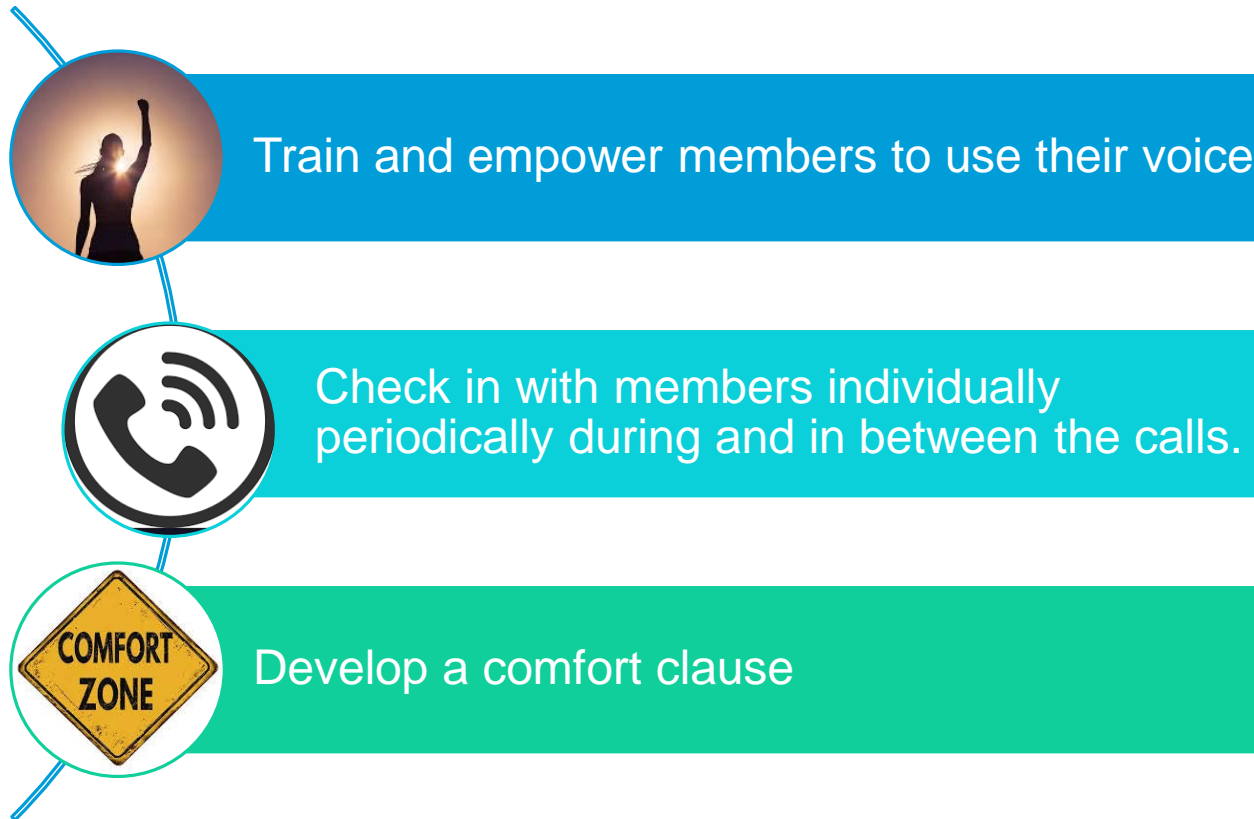 Train and empower members to use their voice
Check in with members individually
periodically during and in between the calls.
COMFORT
ZONE
Develop a comfort clause